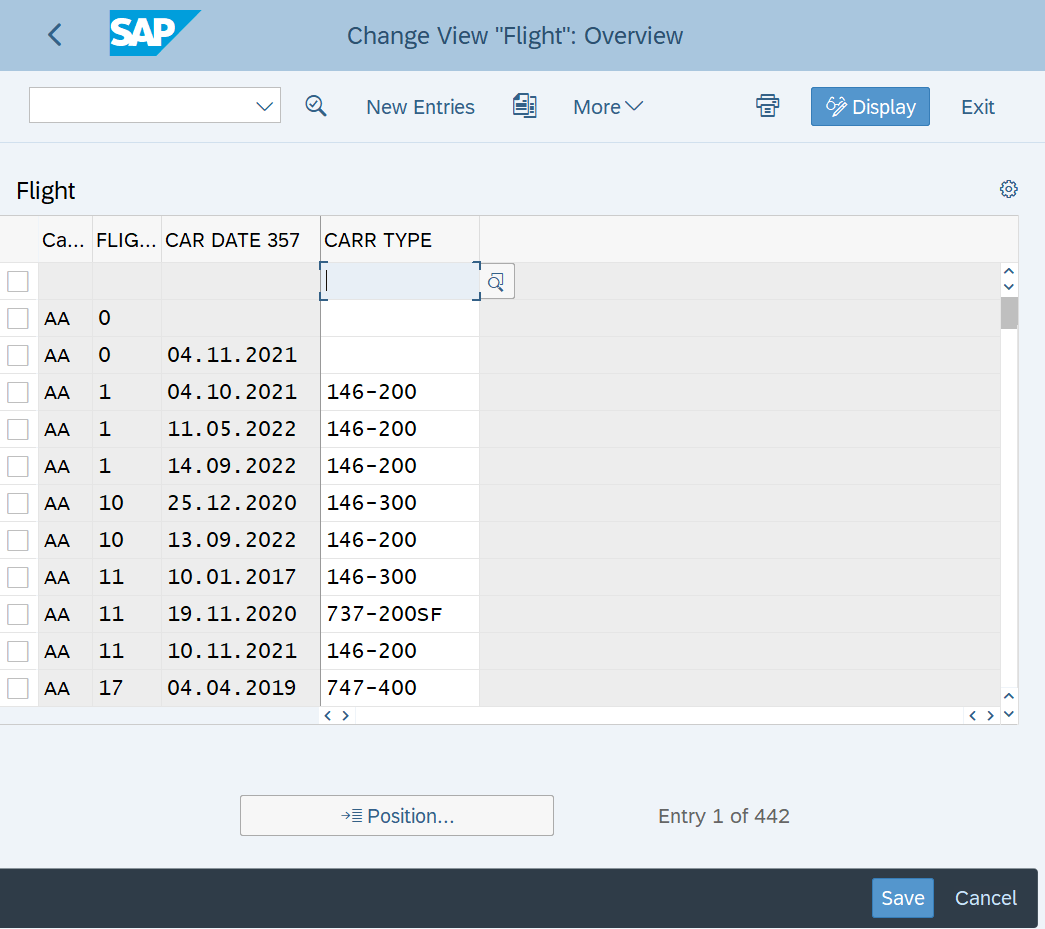 SAP Change View "Flight": Overview
New Entries More Display Exit
Flight
Ca... FLIG... CAR DATE 357 CARR TYPE
AA 0
AA 0 04.11.2021
AA 1 04.10.2021 146-200
AA 1 11.05.2022 146-200
AA 1 14.09.2022 146-200
AA 10 25.12.2020 146-300
AA 10 13.09.2022 146-200
AA 11 10.01.2017 146-300
AA 11 19.11.2020 737-200SF
AA 11 10.11.2021 146-200
AA 17 04.04.2019 747-400
Position... Entry 1 of 442
Save Cancel